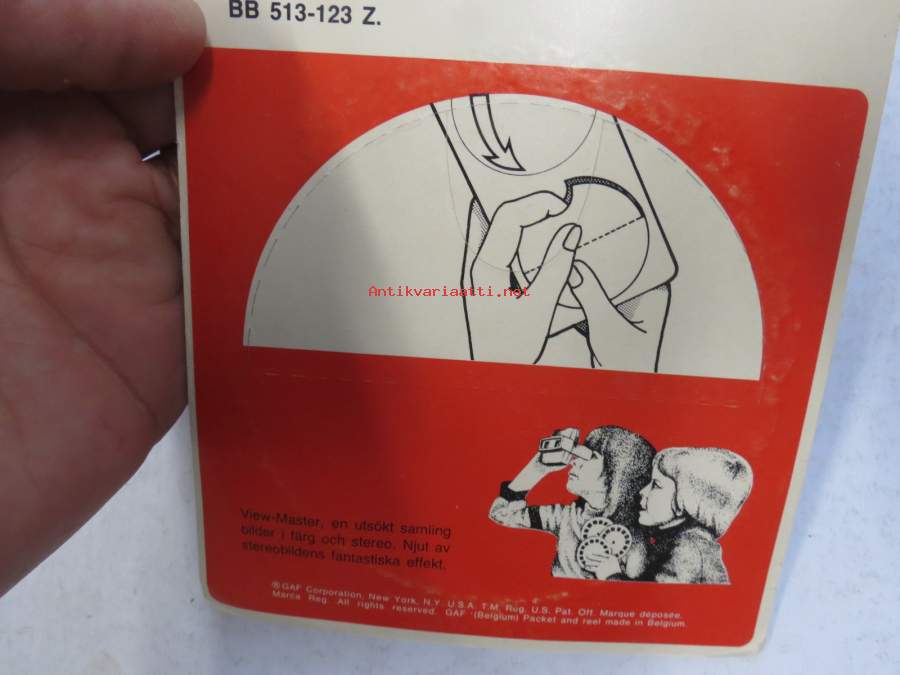 BB 513-123 Z.
Antikvariaatti.net
View-Master, en utsökt samling
bilder i färg och stereo. Njut av
stereobildens fantastiska effekt.
®GAF Corporation, New York, N.Y. U.S.A. T.M. Rug. U.S. Pat. Off. Marque déposée.
Marca Reg. All rights reserved. GAF (Belgium) Packet and reel made in Belgium.